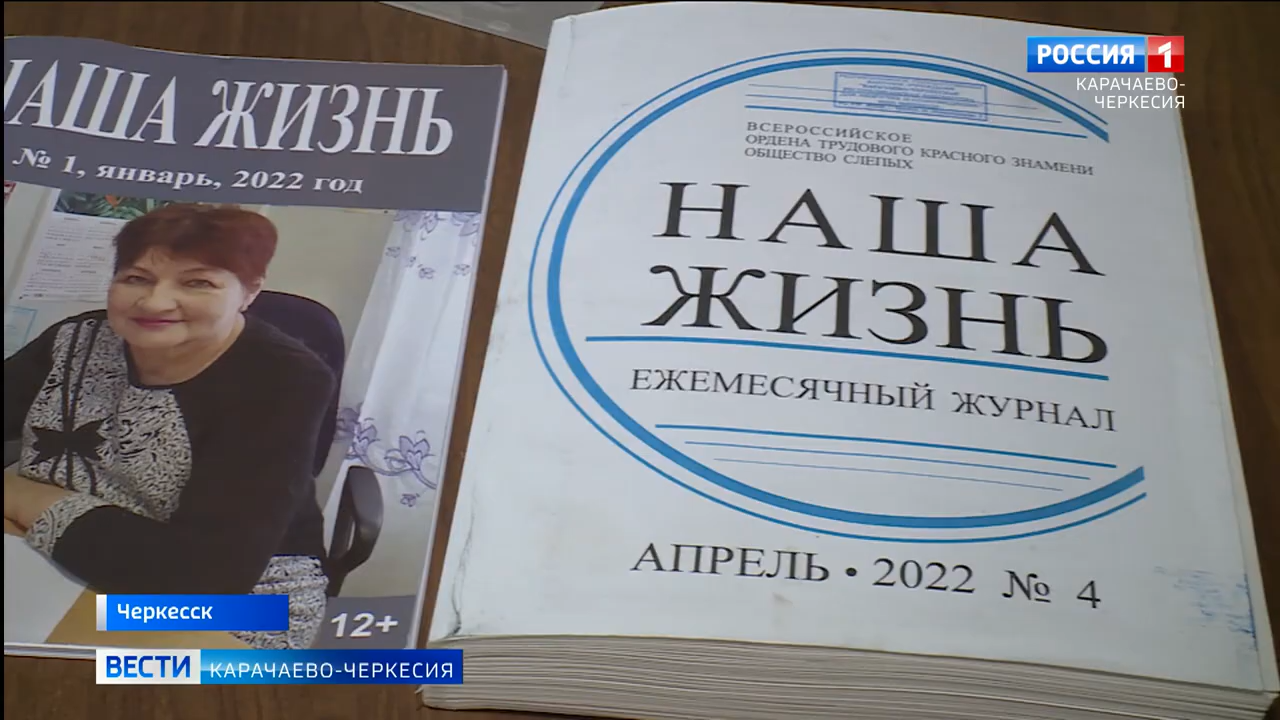 НАША ЖИЗНЬ
№ 1, январь, 2022 год
12+
ВСЕРОССИЙСКОЕ
ОРДЕНА ТРУДОВОГО КРАСНОГО ЗНАМЕНИ
ОБЩЕСТВО СЛЕПЫХ
НАША
ЖИЗНЬ
ЕЖЕМЕСЯЧНЫЙ ЖУРНАЛ
АПРЕЛЬ • 2022 № 4
РОССИЯ 1
КАРАЧАЕВО-
ЧЕРКЕСИЯ
Черкесск
ВЕСТИ КАРАЧАЕВО-ЧЕРКЕСИЯ